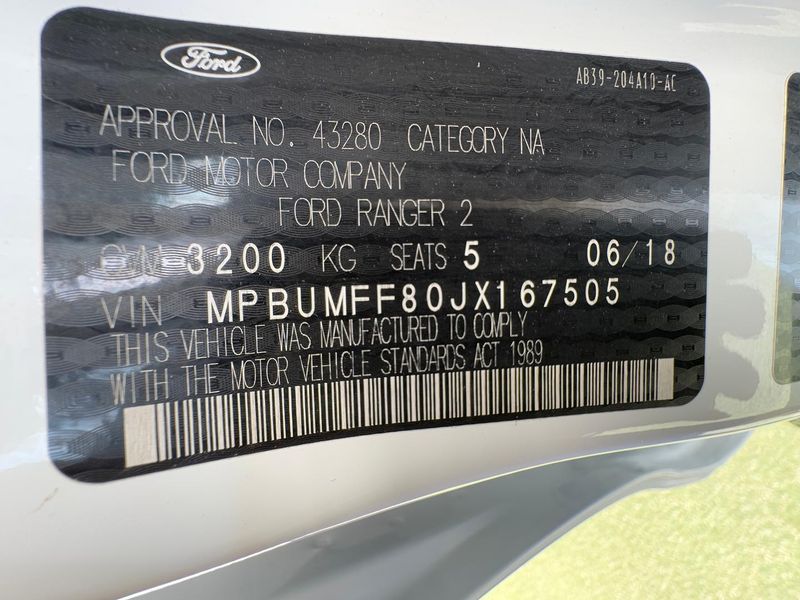 Ford
AB39-204A10-AC
APPROVAL NO. 43280 CATEGORY NA
FORD MOTOR COMPANY
FORD RANGER 2
GVM 3200 KG SEATS 5 06/18
VIN MPBUMFF80JX167505
THIS VEHICLE WAS MANUFACTURED TO COMPLY
WITH THE MOTOR VEHICLE STANDARDS ACT 1989